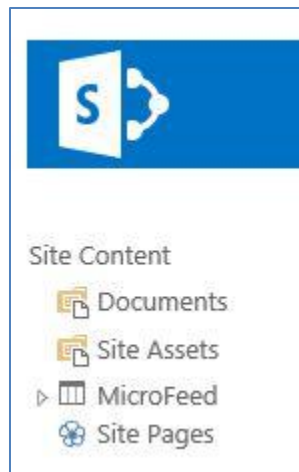 S
Site Content
Documents
Site Assets
MicroFeed
Site Pages